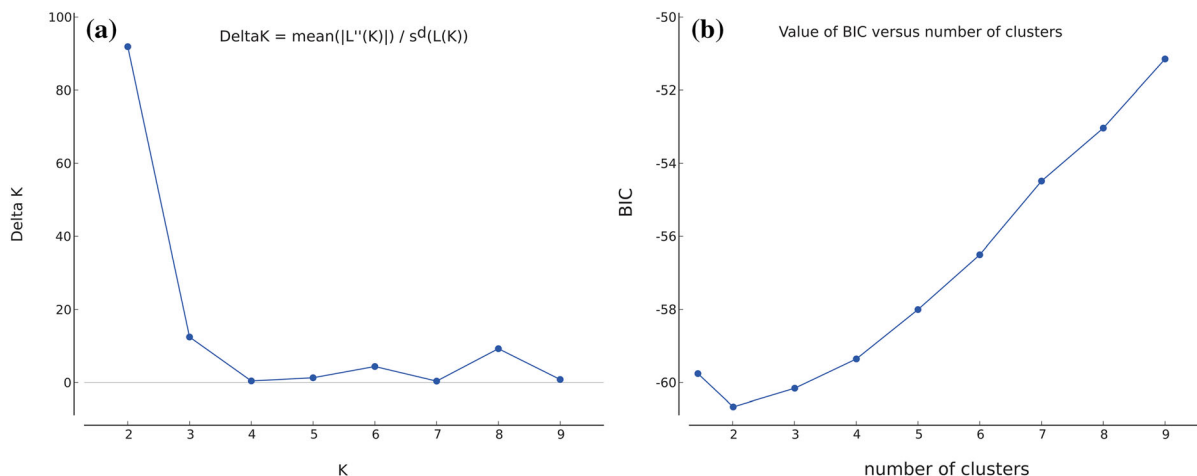 (a)
DeltaK = mean(|L''(K)|) / sd(L(K))
100
80
60
40
20
0
Delta K
2 3 4 5 6 7 8 9
K
(b)
Value of BIC versus number of clusters
-50
-52
-54
-56
-58
-60
BIC
2 3 4 5 6 7 8 9
number of clusters